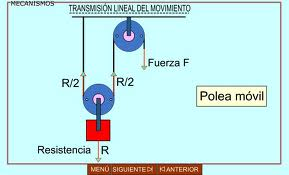 MECANISMOS
TRANSMISIÓN LINEAL DEL MOVIMIENTO
Fuerza F
R/2
R/2
Polea móvil
Resistencia
R
MENÚ SIGUIENTE ANTERIOR